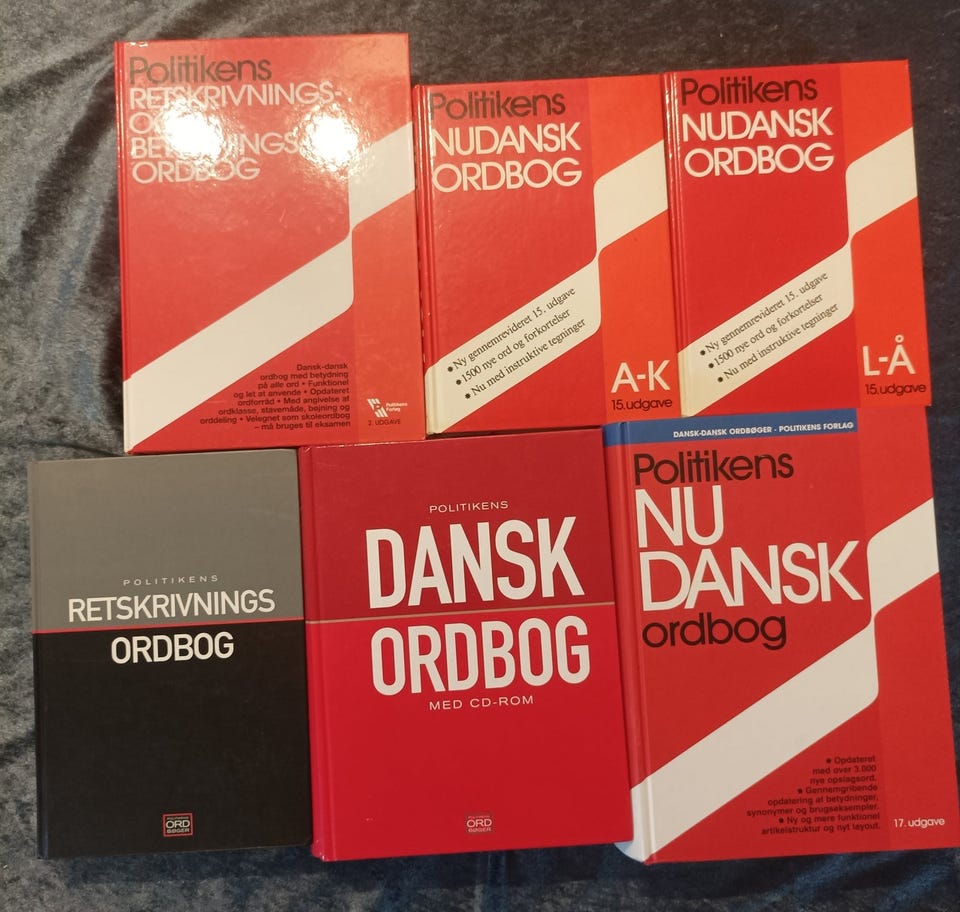 Politikens
RETSKRIVNINGS-
OG
BETYDNINGS
ORDBOG
Dansk-dansk
ordbog med betydning
på alle ord • Funktionel
og let at anvende • Opdateret
ordforråd • Med angivelse af
ordklasse, stavemåde, bøjning og
orddeling • Velegnet som skoleordbog
– må bruges til eksamen
Politikens
Forlag
2. UDGAVE
Politikens
NUDANSK
ORDBOG
• Ny gennemrevideret 15. udgave
• 1500 nye ord og forkortelser
• Nu med instruktive tegninger
A-K
15.udgave
Politikens
NUDANSK
ORDBOG
• Ny gennemrevideret 15. udgave
• 1500 nye ord og forkortelser
• Nu med instruktive tegninger
L-Å
15.udgave
POLITIKENS
RETSKRIVNINGS
ORDBOG
POLITIKENS
ORD
BØGER
POLITIKENS
DANSK
ORDBOG
MED CD-ROM
POLITIKENS
ORD
BØGER
DANSK-DANSK ORDBØGER - POLITIKENS FORLAG
Politikens
NU
DANSK
ordbog
• Opdateret
med over 3.000
nye opslagsord.
• Gennemgribende
opdatering af betydninger,
synonymer og brugseksempler.
• Ny og mere funktionel
artikelstruktur og nyt layout.
17. udgave